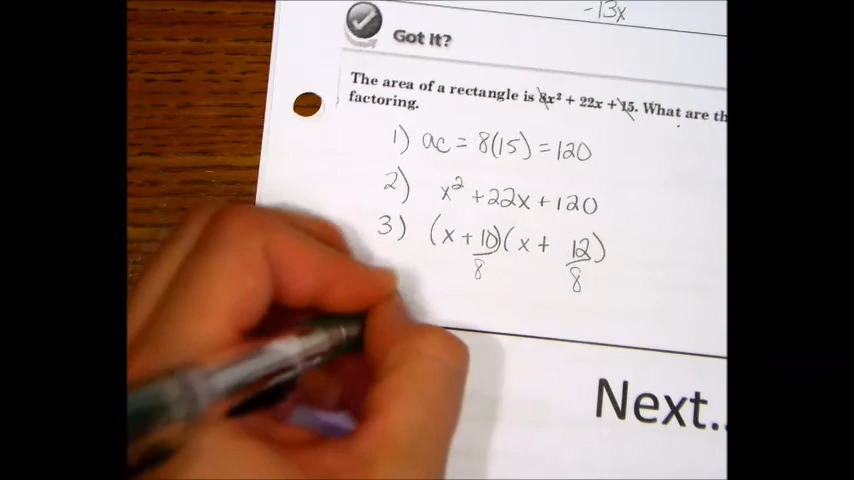 -13x
Got It?
The area of a rectangle is 8x² + 22x + 15. What are th
factoring.
1) ac = 8(15) = 120
2) x² + 22x + 120
3) (x + 10/8)(x + 12/8)
Next..